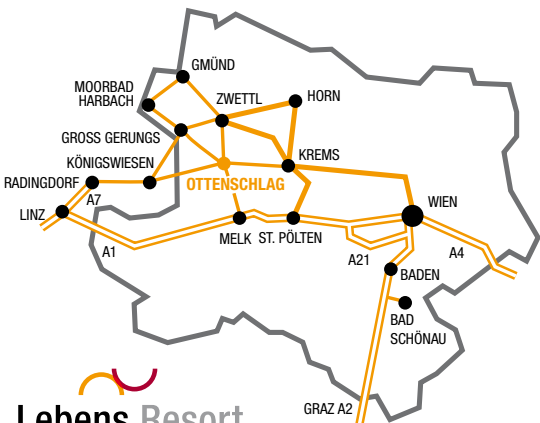 GMÜND
MOORBAD
HARBACH
ZWETTL
HORN
GROSS GERUNGS
KÖNIGSWIESEN
KREMS
RADINGDORF
OTTENSCHLAG
A7
WIEN
LINZ
MELK
ST. PÖLTEN
A1
A21
A4
BADEN
BAD
SCHÖNAU
GRAZ A2
Lebens Resort